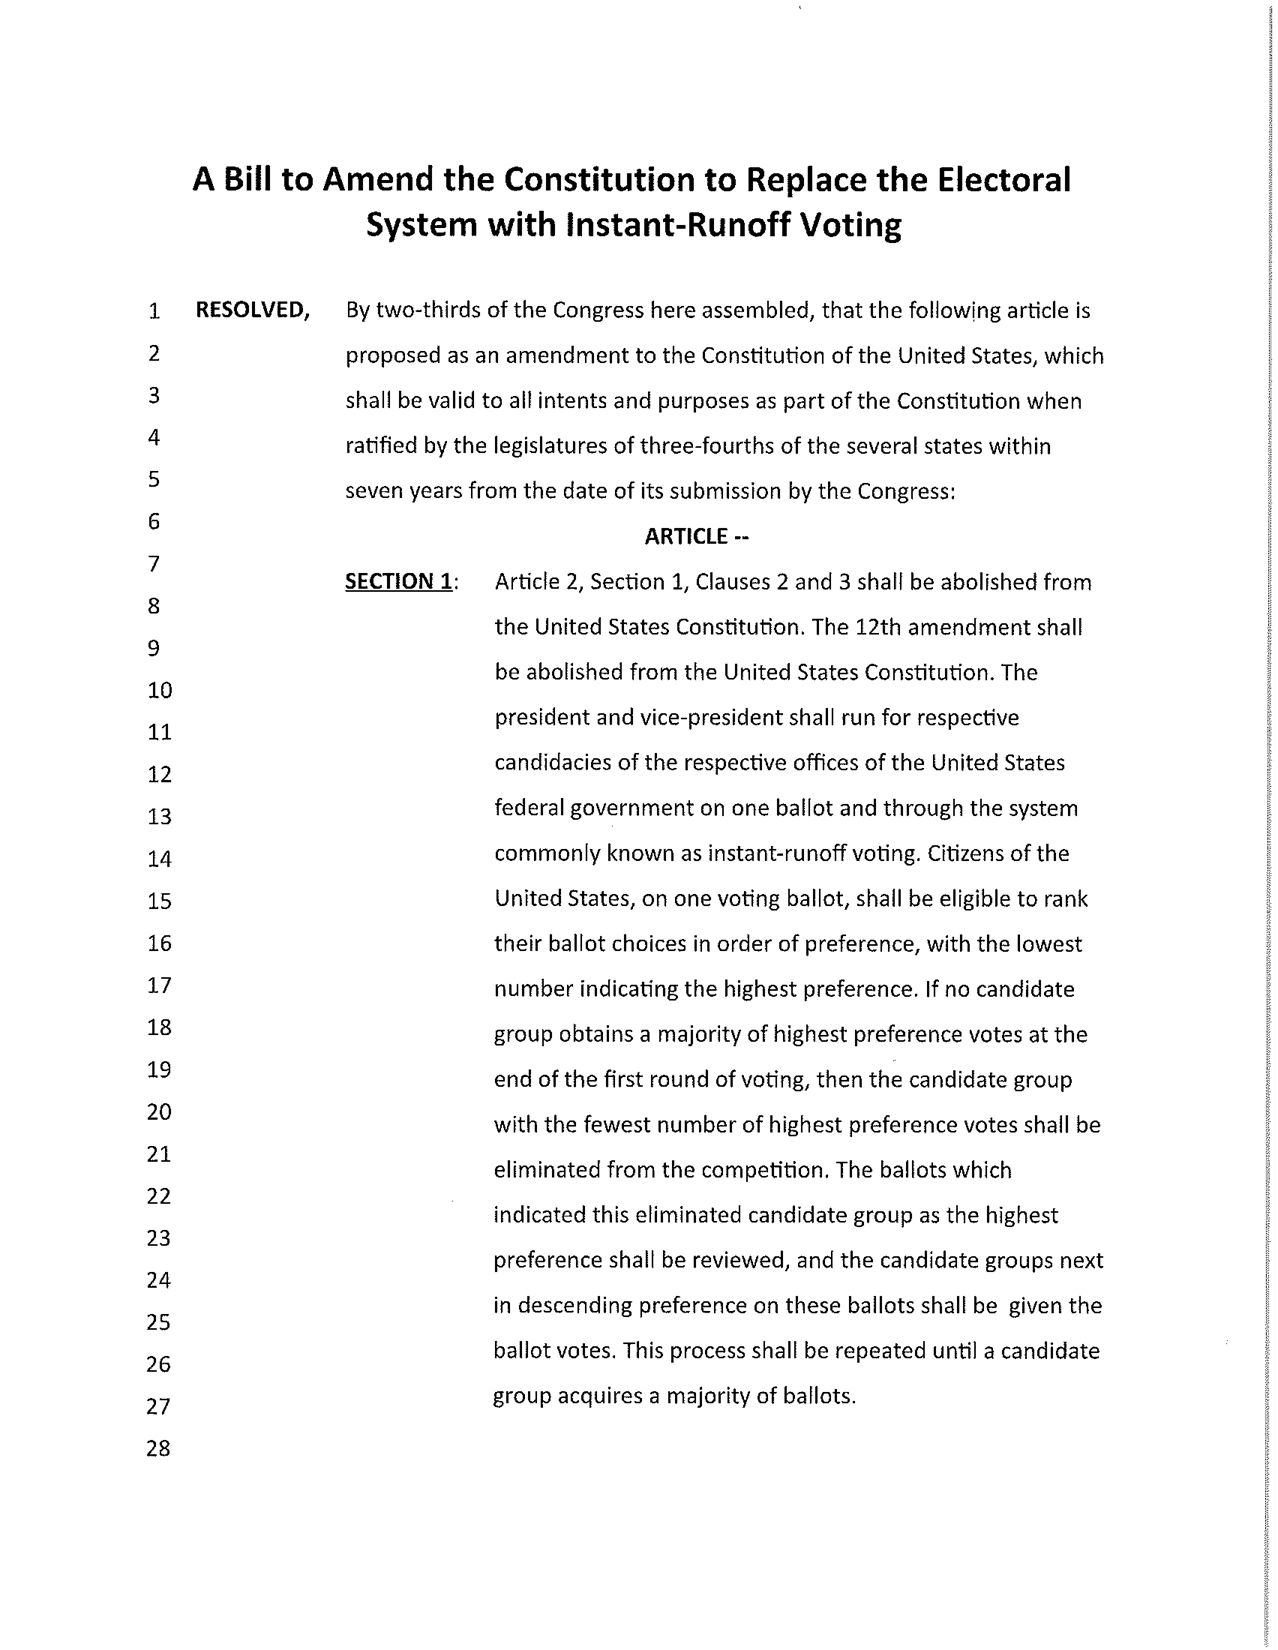 A Bill to Amend the Constitution to Replace the Electoral
System with Instant-Runoff Voting
1 RESOLVED, By two-thirds of the Congress here assembled, that the following article is
2 proposed as an amendment to the Constitution of the United States, which
3 shall be valid to all intents and purposes as part of the Constitution when
4 ratified by the legislatures of three-fourths of the several states within
5 seven years from the date of its submission by the Congress:
6 ARTICLE --
7 SECTION 1: Article 2, Section 1, Clauses 2 and 3 shall be abolished from
8 the United States Constitution. The 12th amendment shall
9 be abolished from the United States Constitution. The
10 president and vice-president shall run for respective
11 candidacies of the respective offices of the United States
12 federal government on one ballot and through the system
13 commonly known as instant-runoff voting. Citizens of the
14 United States, on one voting ballot, shall be eligible to rank
15 their ballot choices in order of preference, with the lowest
16 number indicating the highest preference. If no candidate
17 group obtains a majority of highest preference votes at the
18 end of the first round of voting, then the candidate group
19 with the fewest number of highest preference votes shall be
20 eliminated from the competition. The ballots which
21 indicated this eliminated candidate group as the highest
22 preference shall be reviewed, and the candidate groups next
23 in descending preference on these ballots shall be given the
24 ballot votes. This process shall be repeated until a candidate
25 group acquires a majority of ballots.
26
27
28